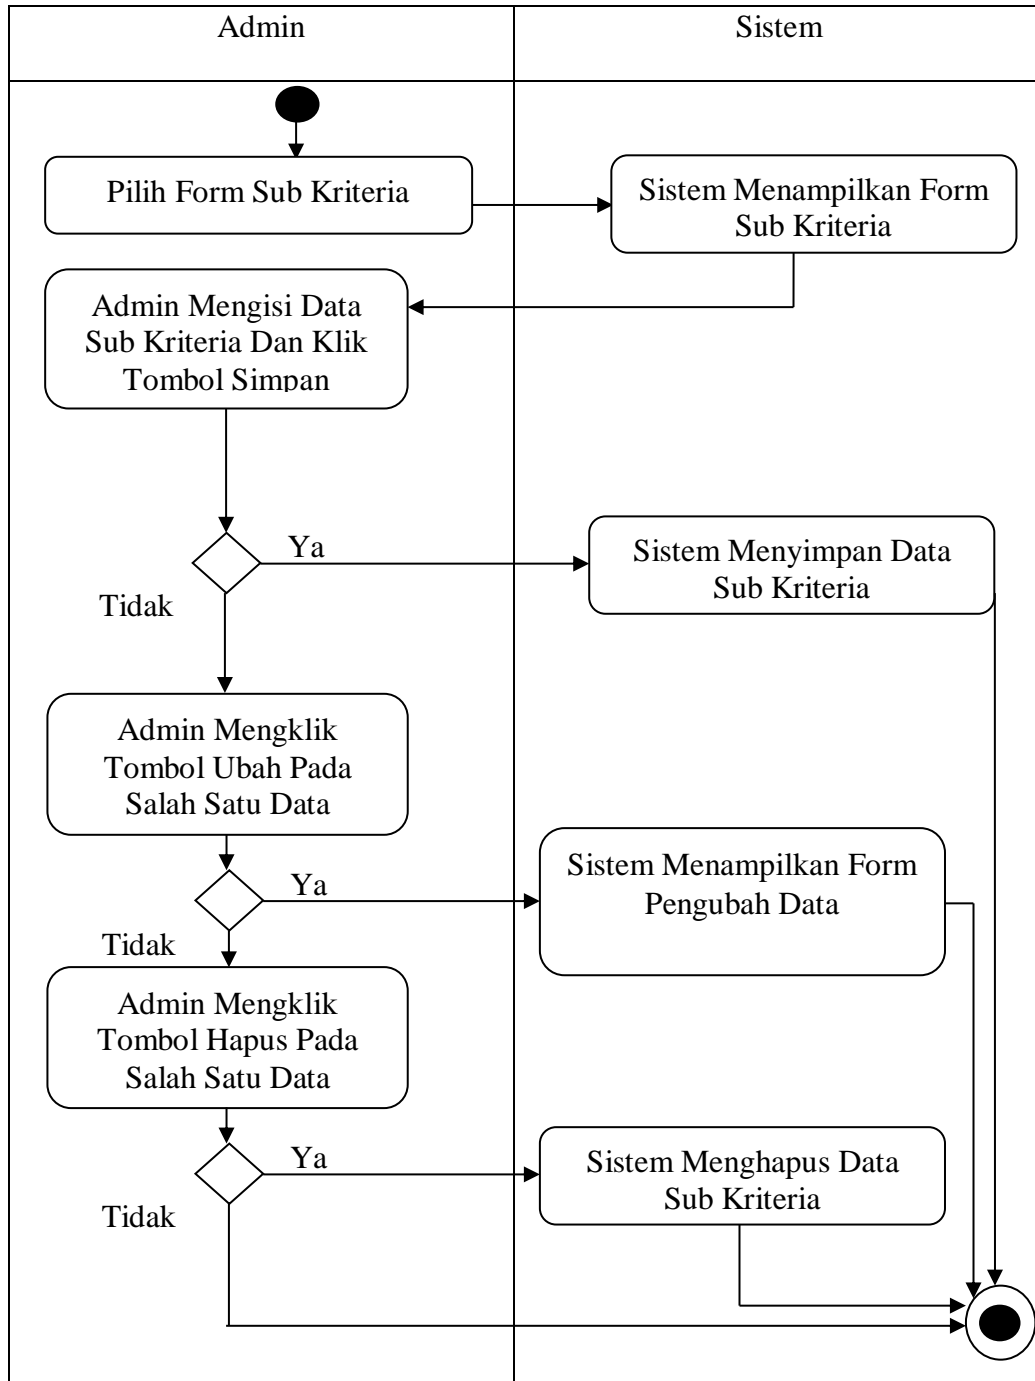 Admin
Sistem
Pilih Form Sub Kriteria
Sistem Menampilkan Form
Sub Kriteria
Admin Mengisi Data
Sub Kriteria Dan Klik
Tombol Simpan
Ya
Sistem Menyimpan Data
Sub Kriteria
Tidak
Admin Mengklik
Tombol Ubah Pada
Salah Satu Data
Ya
Sistem Menampilkan Form
Pengubah Data
Tidak
Admin Mengklik
Tombol Hapus Pada
Salah Satu Data
Ya
Sistem Menghapus Data
Sub Kriteria
Tidak